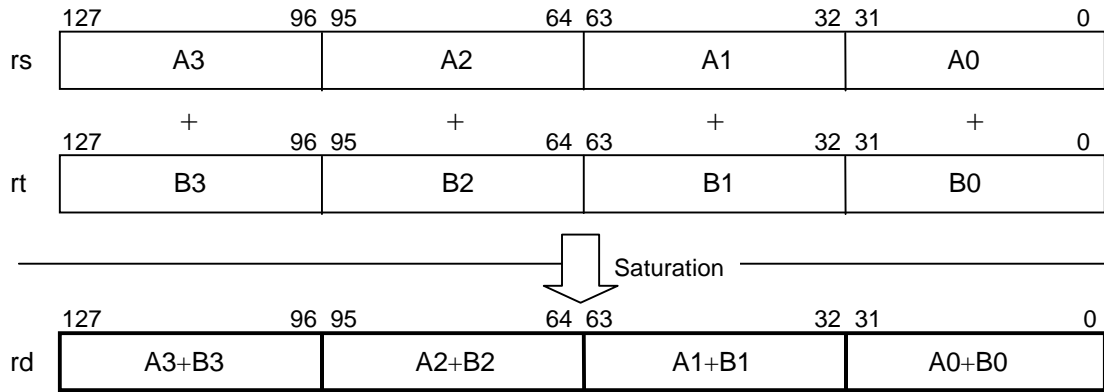 127 96 95 64 63 32 31 0
rs A3 A2 A1 A0
+ + + +
127 96 95 64 63 32 31 0
rt B3 B2 B1 B0
Saturation
127 96 95 64 63 32 31 0
rd A3+B3 A2+B2 A1+B1 A0+B0